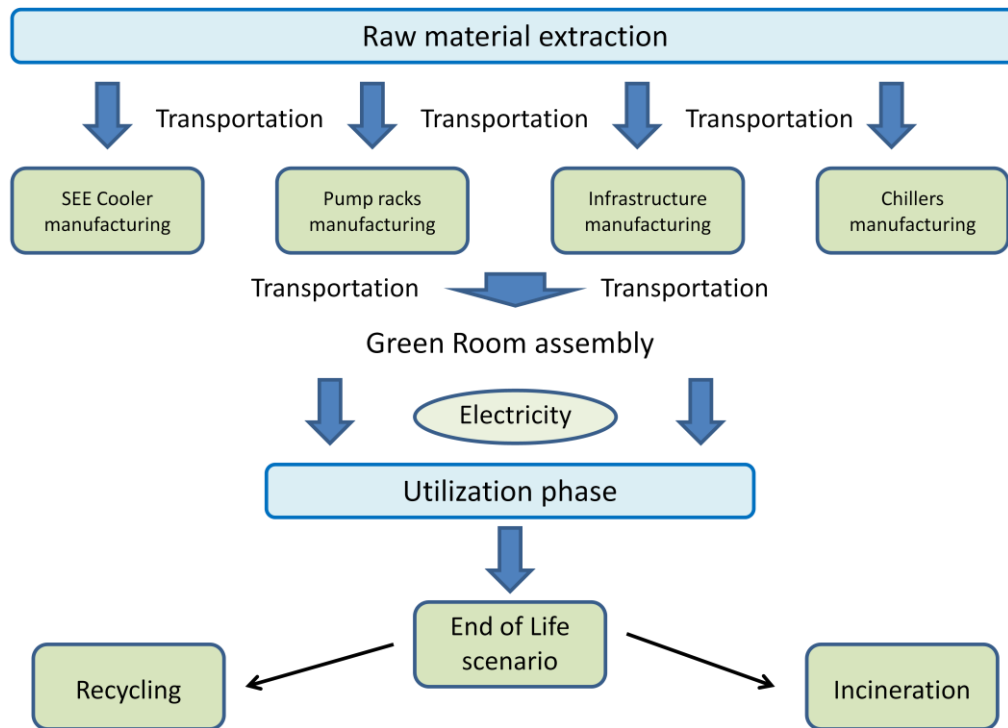 Raw material extraction
Transportation Transportation Transportation
SEE Cooler
manufacturing
Pump racks
manufacturing
Infrastructure
manufacturing
Chillers
manufacturing
Transportation Transportation
Green Room assembly
Electricity
Utilization phase
End of Life
scenario
Recycling
Incineration